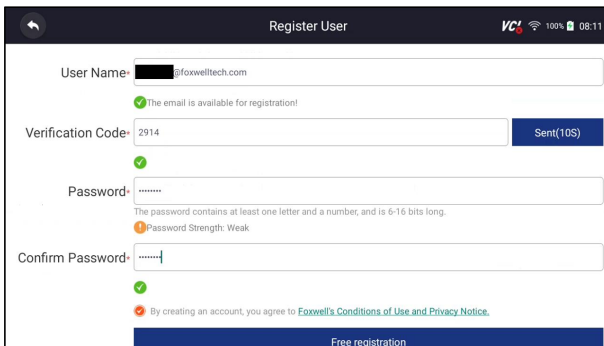 Register User
VCI 100% 08:11
User Name* @foxwelltech.com
The email is available for registration!
Verification Code* 2914 Sent(10S)
Password* ········
The password contains at least one letter and a number, and is 6-16 bits long.
Password Strength: Weak
Confirm Password* ········
By creating an account, you agree to Foxwell's Conditions of Use and Privacy Notice.
Free registration